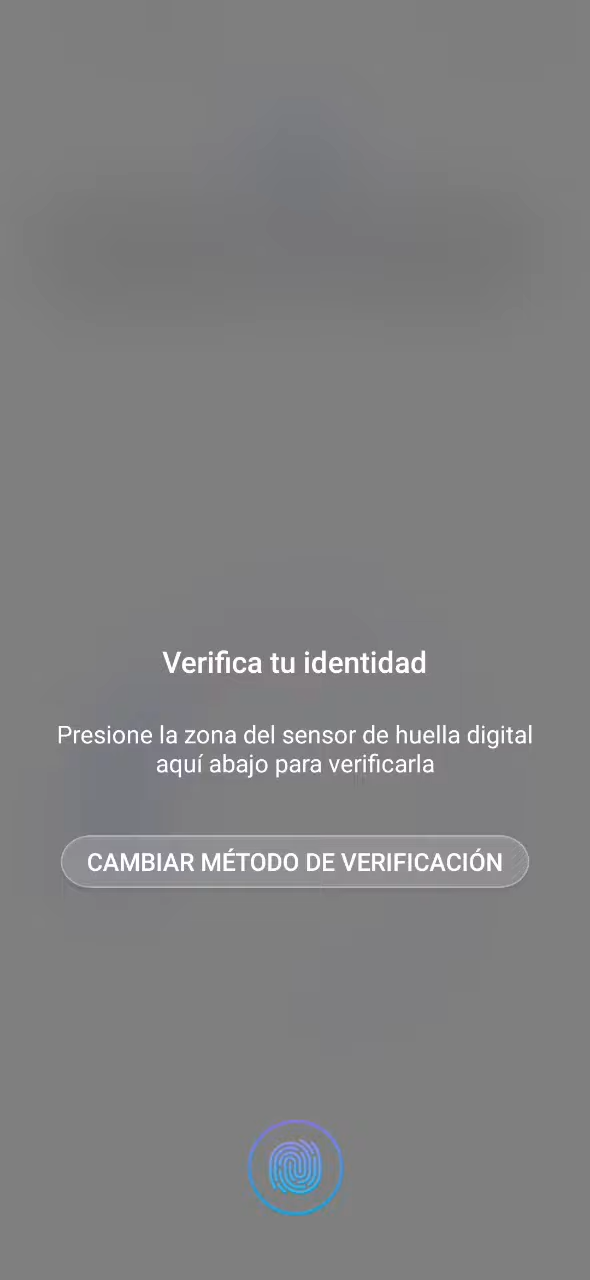 Verifica tu identidad
Presione la zona del sensor de huella digital
aquí abajo para verificarla
CAMBIAR MÉTODO DE VERIFICACIÓN